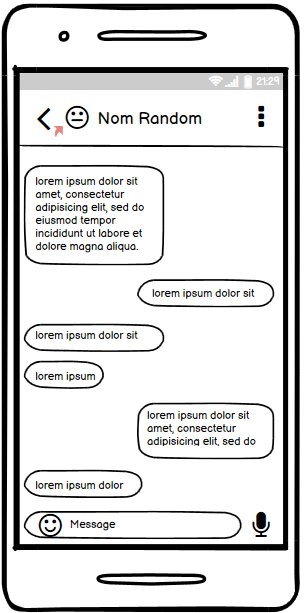 21:29
Nom Random
lorem ipsum dolor sit
amet, consectetur
adipisicing elit, sed do
eiusmod tempor
incididunt ut labore et
dolore magna aliqua.
lorem ipsum dolor sit
lorem ipsum dolor sit
lorem ipsum
lorem ipsum dolor sit
amet, consectetur
adipisicing elit, sed do
lorem ipsum dolor
Message